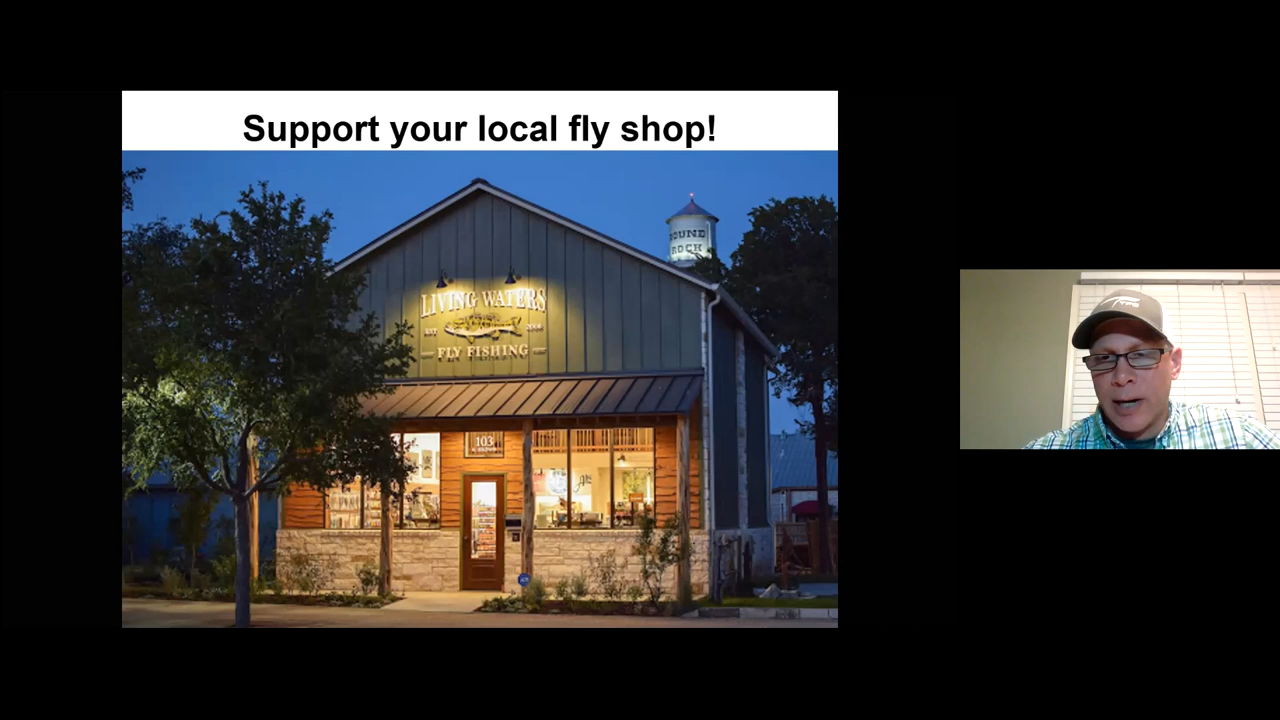 Support your local fly shop!
ROUND
ROCK
LIVING WATERS
EST
FLY FISHING
103